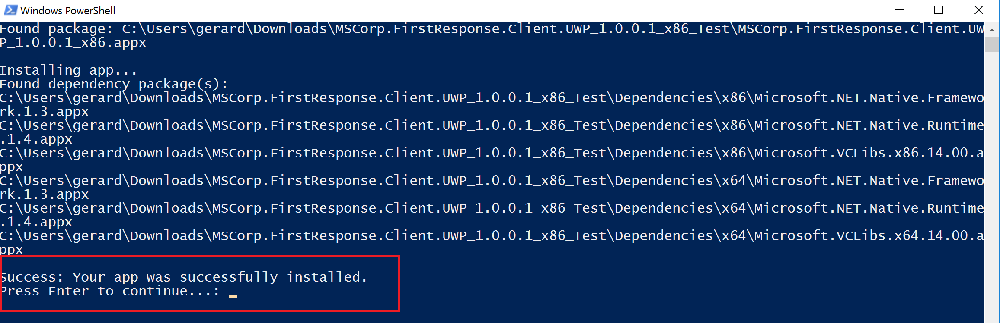 Windows PowerShell
Found package: C:\Users\gerard\Downloads\MSCorp.FirstResponse.Client.UWP_1.0.0.1_x86_Test\MSCorp.FirstResponse.Client.UW
P_1.0.0.1_x86.appx
Installing app...
Found dependency package(s):
C:\Users\gerard\Downloads\MSCorp.FirstResponse.Client.UWP_1.0.0.1_x86_Test\Dependencies\x86\Microsoft.NET.Native.Framewo
rk.1.3.appx
C:\Users\gerard\Downloads\MSCorp.FirstResponse.Client.UWP_1.0.0.1_x86_Test\Dependencies\x86\Microsoft.NET.Native.Runtime
.1.4.appx
C:\Users\gerard\Downloads\MSCorp.FirstResponse.Client.UWP_1.0.0.1_x86_Test\Dependencies\x86\Microsoft.VCLibs.x86.14.00.a
ppx
C:\Users\gerard\Downloads\MSCorp.FirstResponse.Client.UWP_1.0.0.1_x86_Test\Dependencies\x64\Microsoft.NET.Native.Framewo
rk.1.3.appx
C:\Users\gerard\Downloads\MSCorp.FirstResponse.Client.UWP_1.0.0.1_x86_Test\Dependencies\x64\Microsoft.NET.Native.Runtime
.1.4.appx
C:\Users\gerard\Downloads\MSCorp.FirstResponse.Client.UWP_1.0.0.1_x86_Test\Dependencies\x64\Microsoft.VCLibs.x64.14.00.a
ppx
Success: Your app was successfully installed.
Press Enter to continue...: